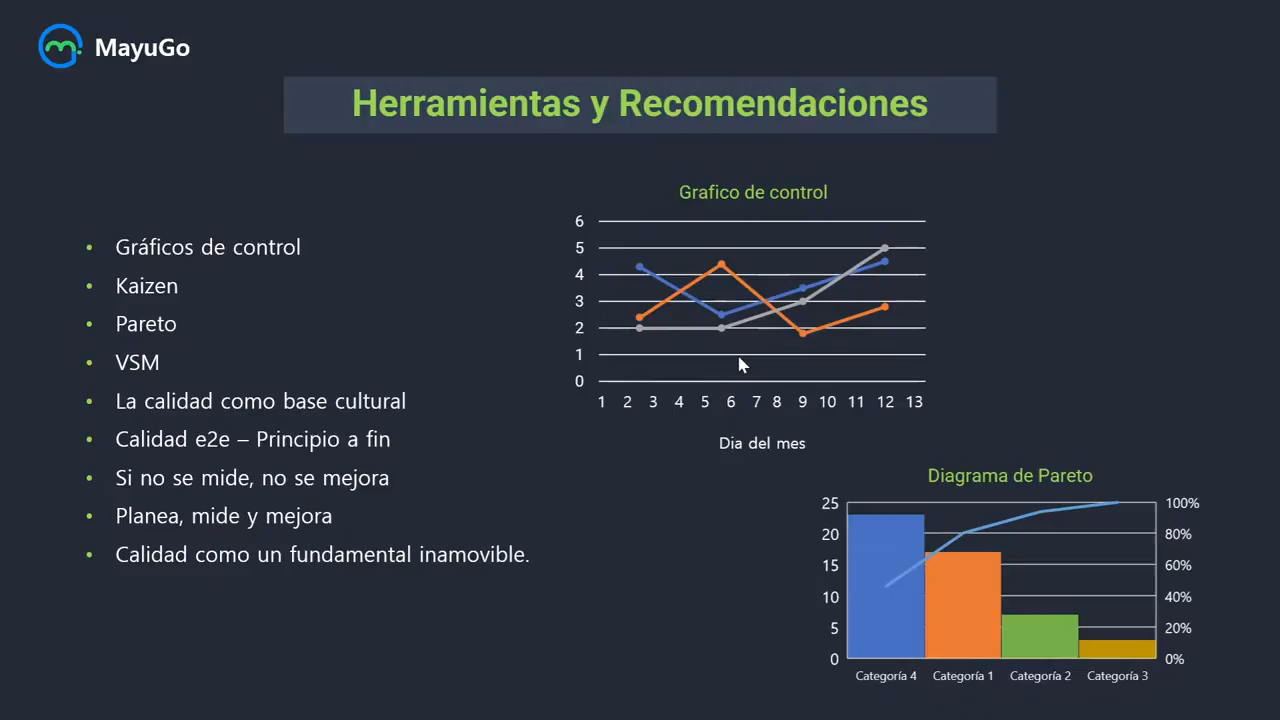 MayuGo
Herramientas y Recomendaciones
• Gráficos de control
• Kaizen
• Pareto
• VSM
• La calidad como base cultural
• Calidad e2e – Principio a fin
• Si no se mide, no se mejora
• Planea, mide y mejora
• Calidad como un fundamental inamovible.
Grafico de control
6
5
4
3
2
1
0
1 2 3 4 5 6 7 8 9 10 11 12 13
Dia del mes
Diagrama de Pareto
25 100%
20 80%
15 60%
10 40%
5 20%
0 0%
Categoría 4 Categoría 1 Categoría 2 Categoría 3